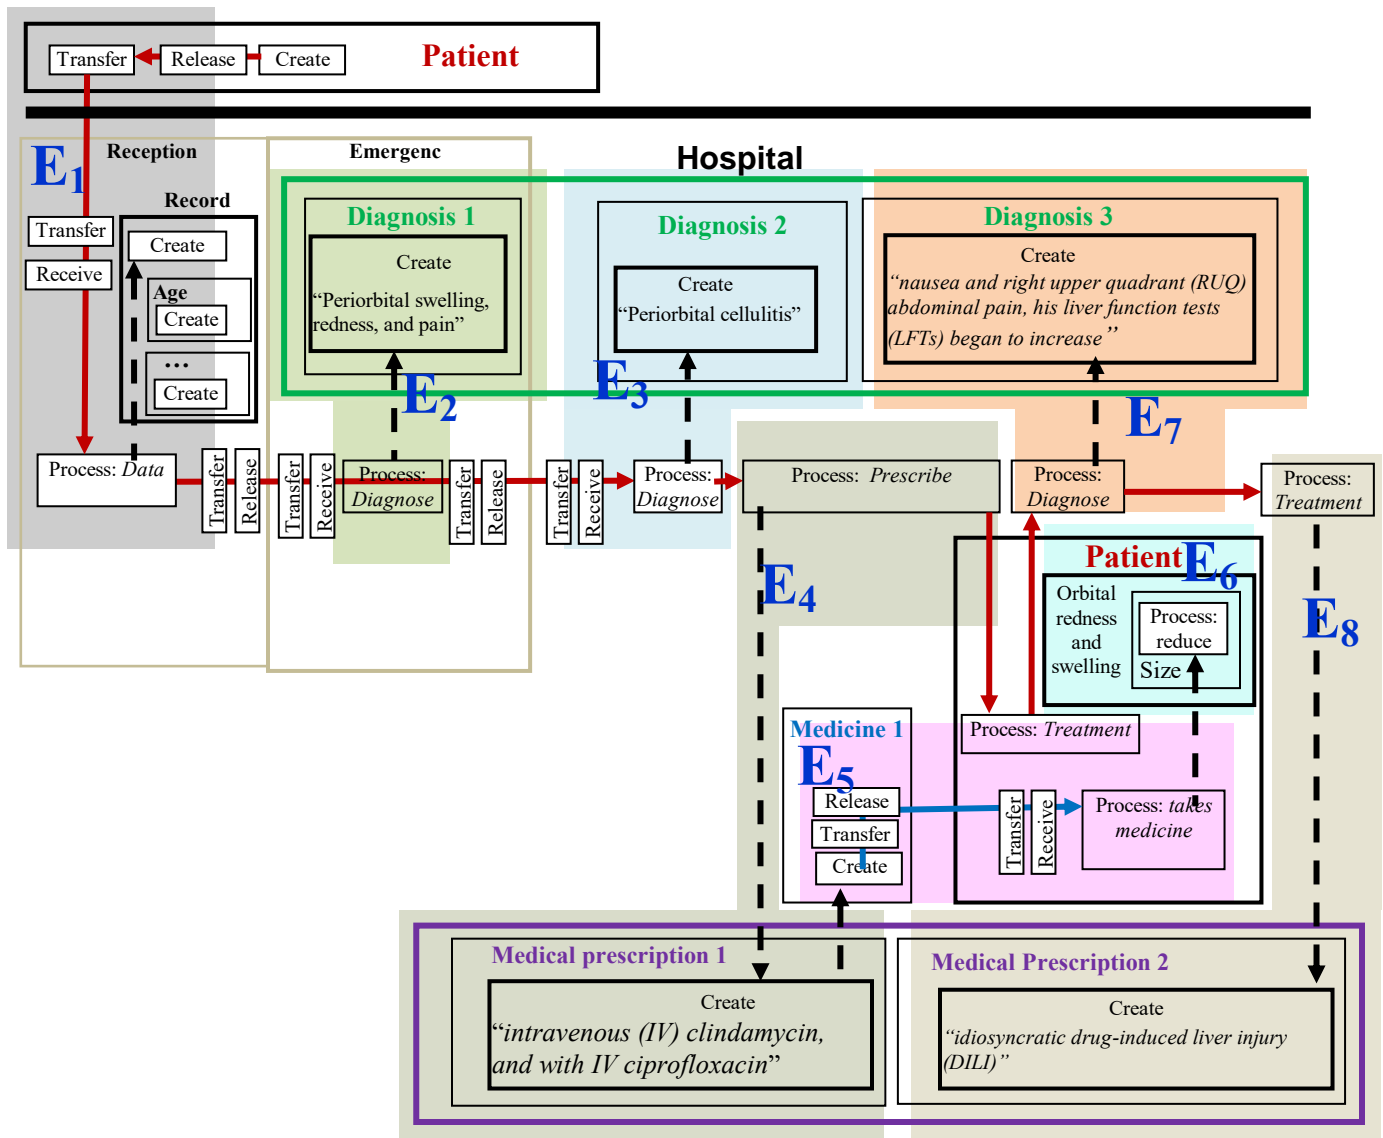 Transfer
Release
Create
Patient
E1
Reception
Emergenc
Hospital
Record
Transfer
Receive
Create
Age
Create
...
Create
Diagnosis 1
Create
“Periorbital swelling,
redness, and pain”
E2
Diagnosis 2
Create
“Periorbital cellulitis”
E3
Diagnosis 3
Create
“nausea and right upper quadrant (RUQ)
abdominal pain, his liver function tests
(LFTs) began to increase”
E7
Process: Data
Transfer
Release
Transfer
Receive
Process:
Diagnose
Transfer
Release
Transfer
Receive
Process:
Diagnose
Process: Prescribe
Process:
Diagnose
Process:
Treatment
E4
Patient
E6
Orbital
redness
and
swelling
Process:
reduce
Size
E8
Process: Treatment
Medicine 1
E5
Release
Transfer
Create
Transfer
Receive
Process: takes
medicine
Medical prescription 1
Create
“intravenous (IV) clindamycin,
and with IV ciprofloxacin”
Medical Prescription 2
Create
“idiosyncratic drug-induced liver injury
(DILI)”